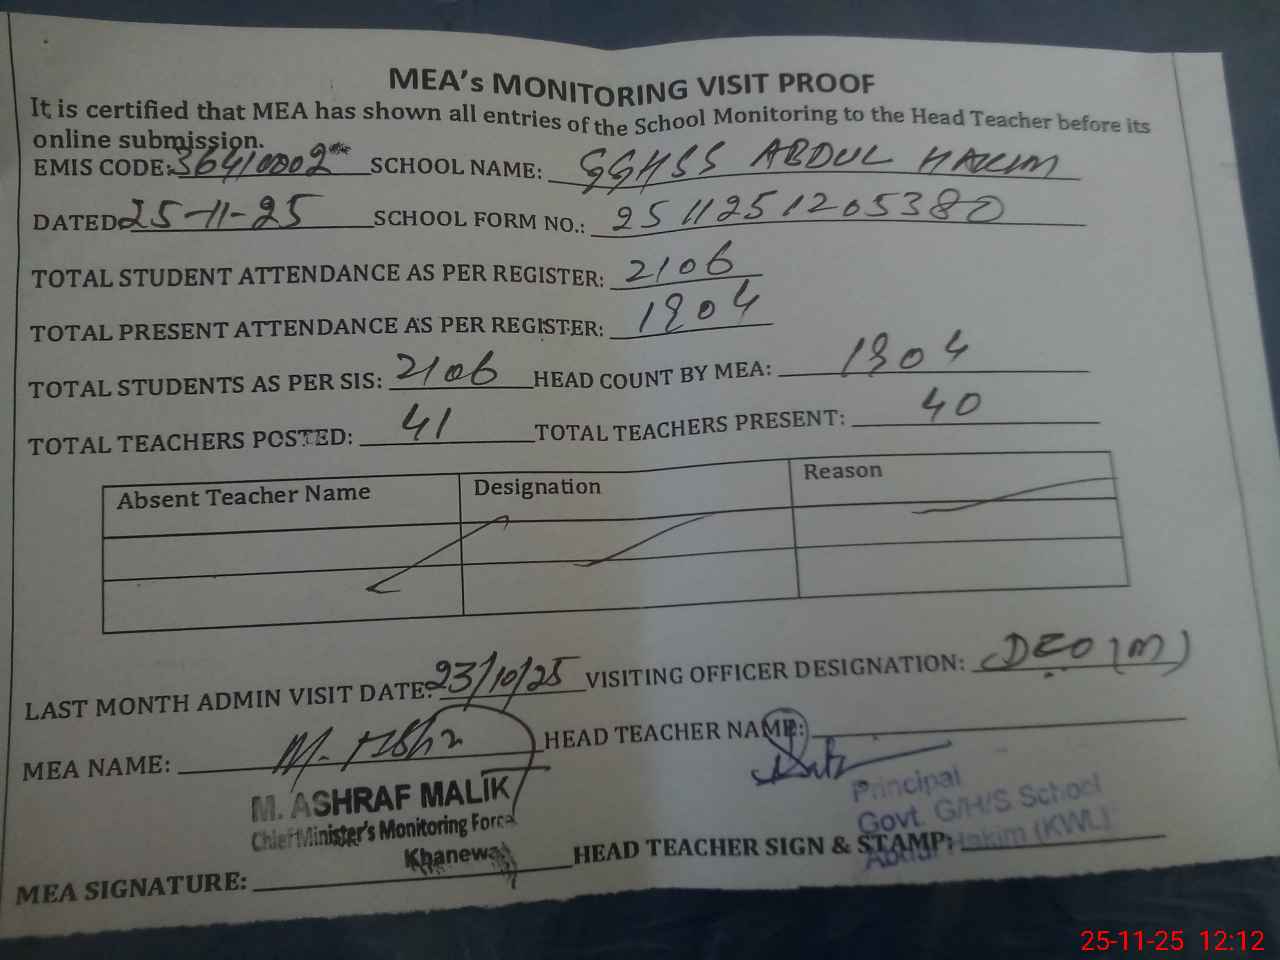 MEA's MONITORING VISIT PROOF
It is certified that MEA has shown all entries of the School Monitoring to the Head Teacher before its
online submission.
EMIS CODE: 36410002 SCHOOL NAME: GGHSS ABDUL HAKIM
DATED 25-11-25 SCHOOL FORM NO.: 2511251205380
TOTAL STUDENT ATTENDANCE AS PER REGISTER: 2106
TOTAL PRESENT ATTENDANCE AS PER REGISTER: 1904
TOTAL STUDENTS AS PER SIS: 2106 HEAD COUNT BY MEA: 1904
TOTAL TEACHERS POSTED: 41 TOTAL TEACHERS PRESENT: 40
Absent Teacher Name Designation Reason
LAST MONTH ADMIN VISIT DATE: 23/10/25 VISITING OFFICER DESIGNATION: DEO (M)
MEA NAME: HEAD TEACHER NAME:
M. ASHRAF MALIK
Chief Minister's Monitoring Force
Khanewal
Principal
Govt. G/H/S School
Abdul Hakim (KWL)
MEA SIGNATURE: HEAD TEACHER SIGN & STAMP:
25-11-25 12:12